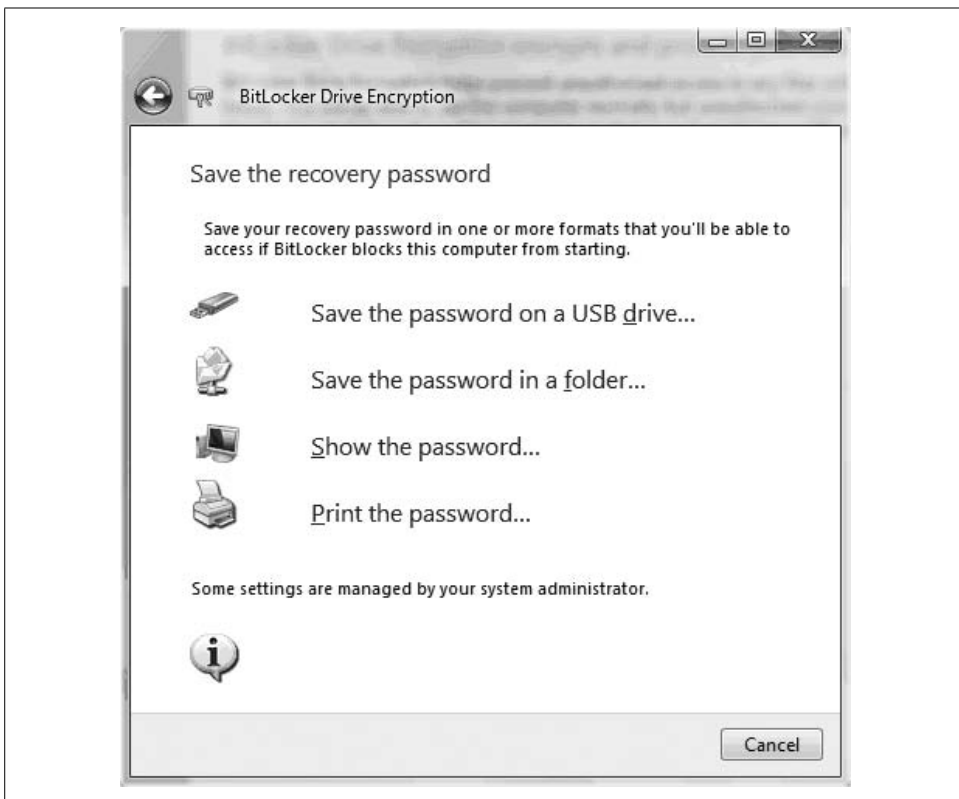 BitLocker Drive Encryption
Save the recovery password
Save your recovery password in one or more formats that you'll be able to
access if BitLocker blocks this computer from starting.
Save the password on a USB drive...
Save the password in a folder...
Show the password...
Print the password...
Some settings are managed by your system administrator.
Cancel